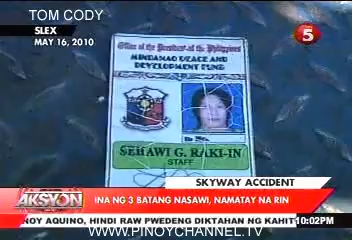 TOM CODY
SLEX
MAY 16, 2010
5
Office of the President of the Philippines
MINDANAO PEACE AND
DEVELOPMENT FUND
SEHAWI G. RAKI-IN
STAFF
SKYWAY ACCIDENT
AKSYON
INA NG 3 BATANG NASAWI, NAMATAY NA RIN
NOY AQUINO, HINDI RAW PWEDENG DIKTAHAN NG KAHIT
10:02PM
WWW.PINOYCHANNEL.TV